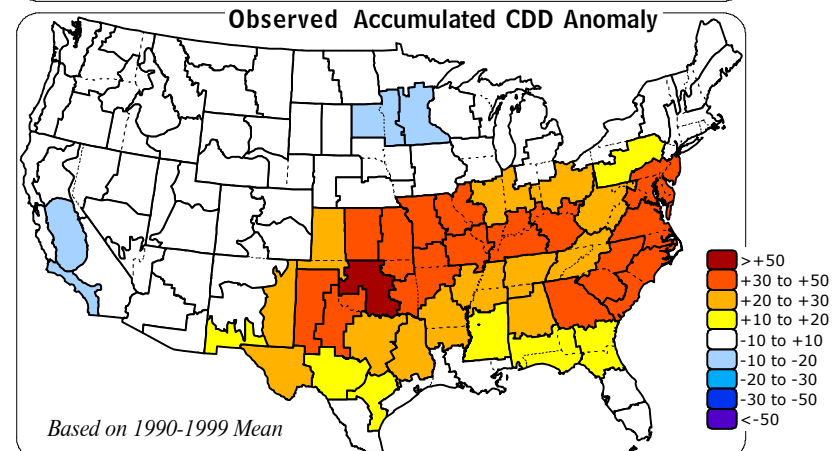 Observed Accumulated CDD Anomaly
>+50
+30 to +50
+20 to +30
+10 to +20
-10 to +10
-10 to -20
-20 to -30
-30 to -50
<-50
Based on 1990-1999 Mean